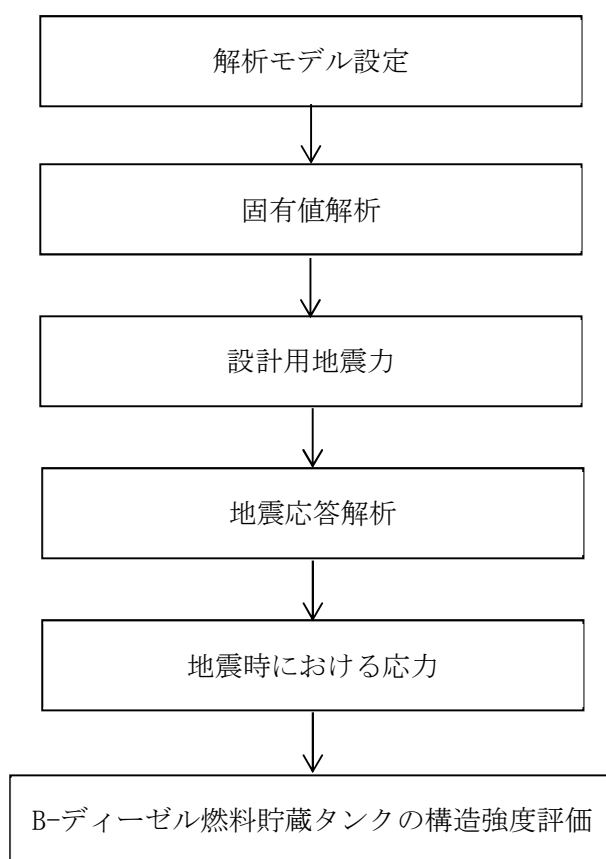 解析モデル設定
固有値解析
設計用地震力
地震応答解析
地震時における応力
B-ディーゼル燃料貯蔵タンクの構造強度評価